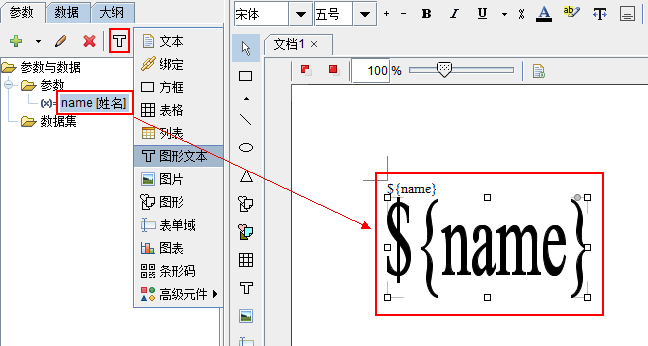 参数 数据 大纲
宋体 五号 + - B I U A ab T
文档1 ×
100 %
参数与数据
参数
(x)= name [姓名]
数据集
文本
绑定
方框
表格
列表
图形文本
图片
图形
表单域
图表
条形码
高级元件
${name}
${name}